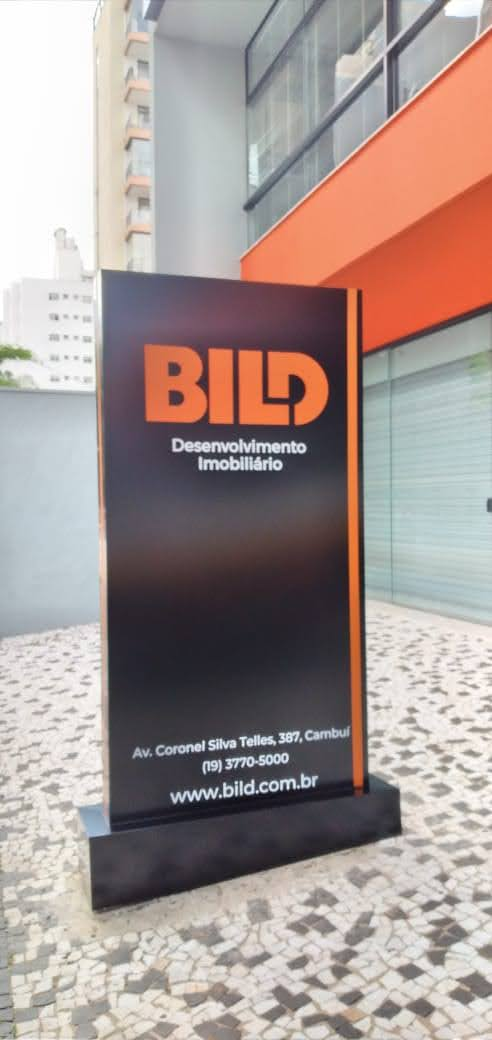 BILD
Desenvolvimento
Imobiliário
Av. Coronel Silva Telles, 387, Cambuí
(19) 3770-5000
www.bild.com.br